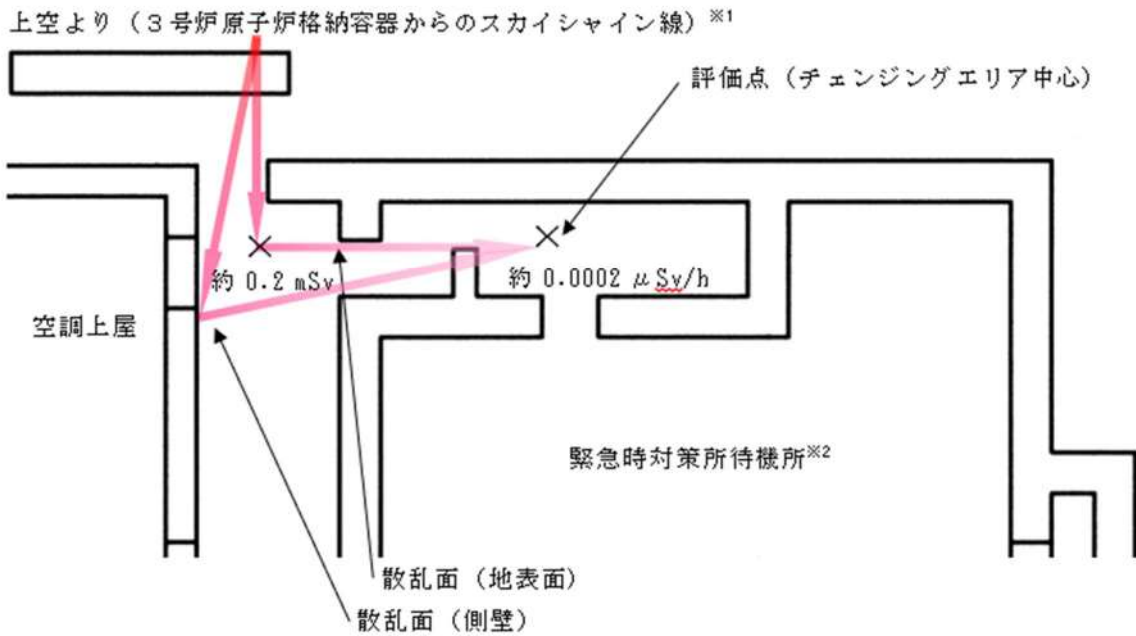 上空より（３号炉原子炉格納容器からのスカイシャイン線）※1
評価点（チェンジングエリア中心）
約 0.2 mSv
約 0.0002 μSv/h
空調上屋
緊急時対策所待機所※2
散乱面（地表面）
散乱面（側壁）